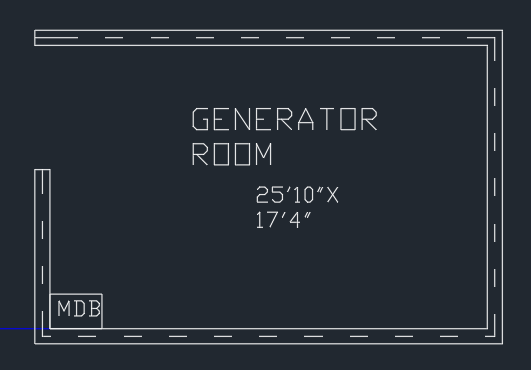 GENERATOR
ROOM
25'10"X
17'4"
MDB